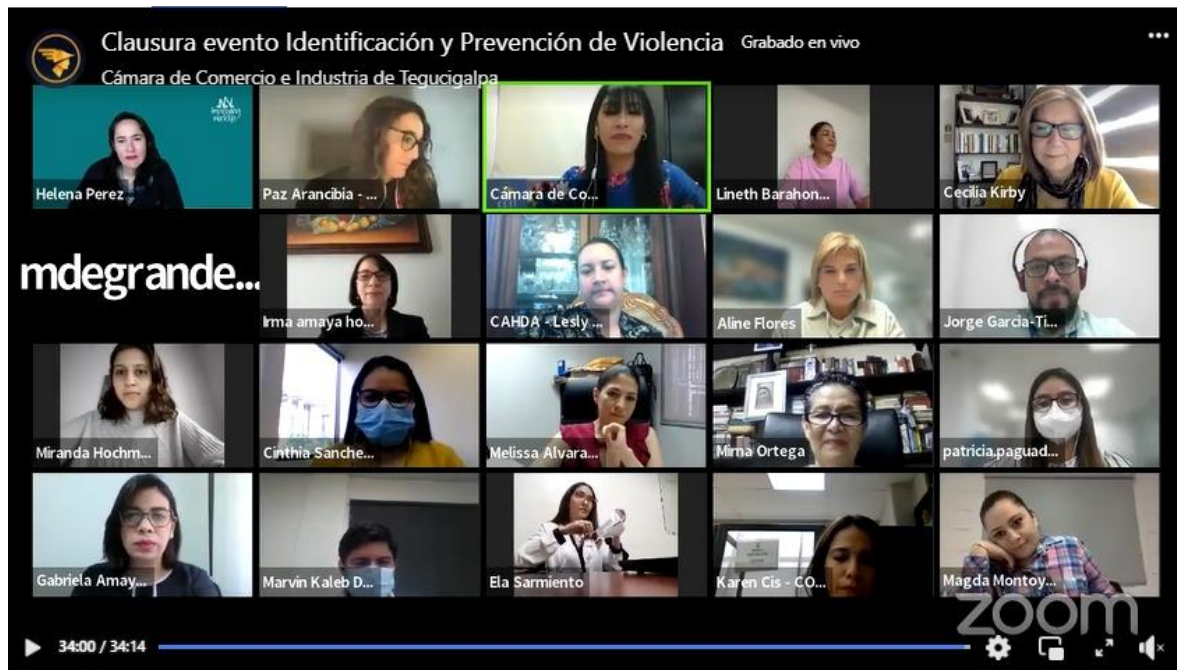 Clausura evento Identificación y Prevención de Violencia Grabado en vivo
Cámara de Comercio e Industria de Tegucigalpa
Helena Perez
Paz Arancibia - ...
Cámara de Co...
Lineth Barahon...
Cecilia Kirby
mdegrande...
Irma amaya ho...
CAHDA - Lesly ...
Aline Flores
Jorge Garcia-Ti...
Miranda Hochm...
Cinthia Sanche...
Melissa Alvara...
Mirna Ortega
patricia.paguad...
Gabriela Amay...
Marvin Kaleb D...
Ela Sarmiento
Karen Cis - CO...
Magda Montoy...
zoom
34:00 / 34:14